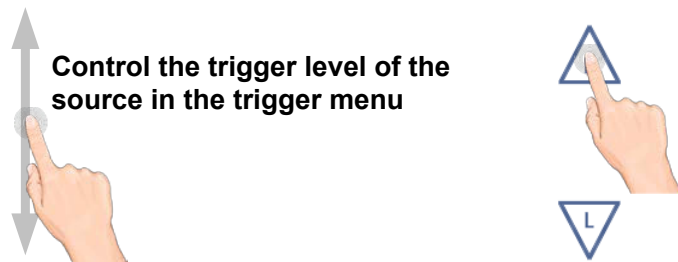 Control the trigger level of the
source in the trigger menu
L